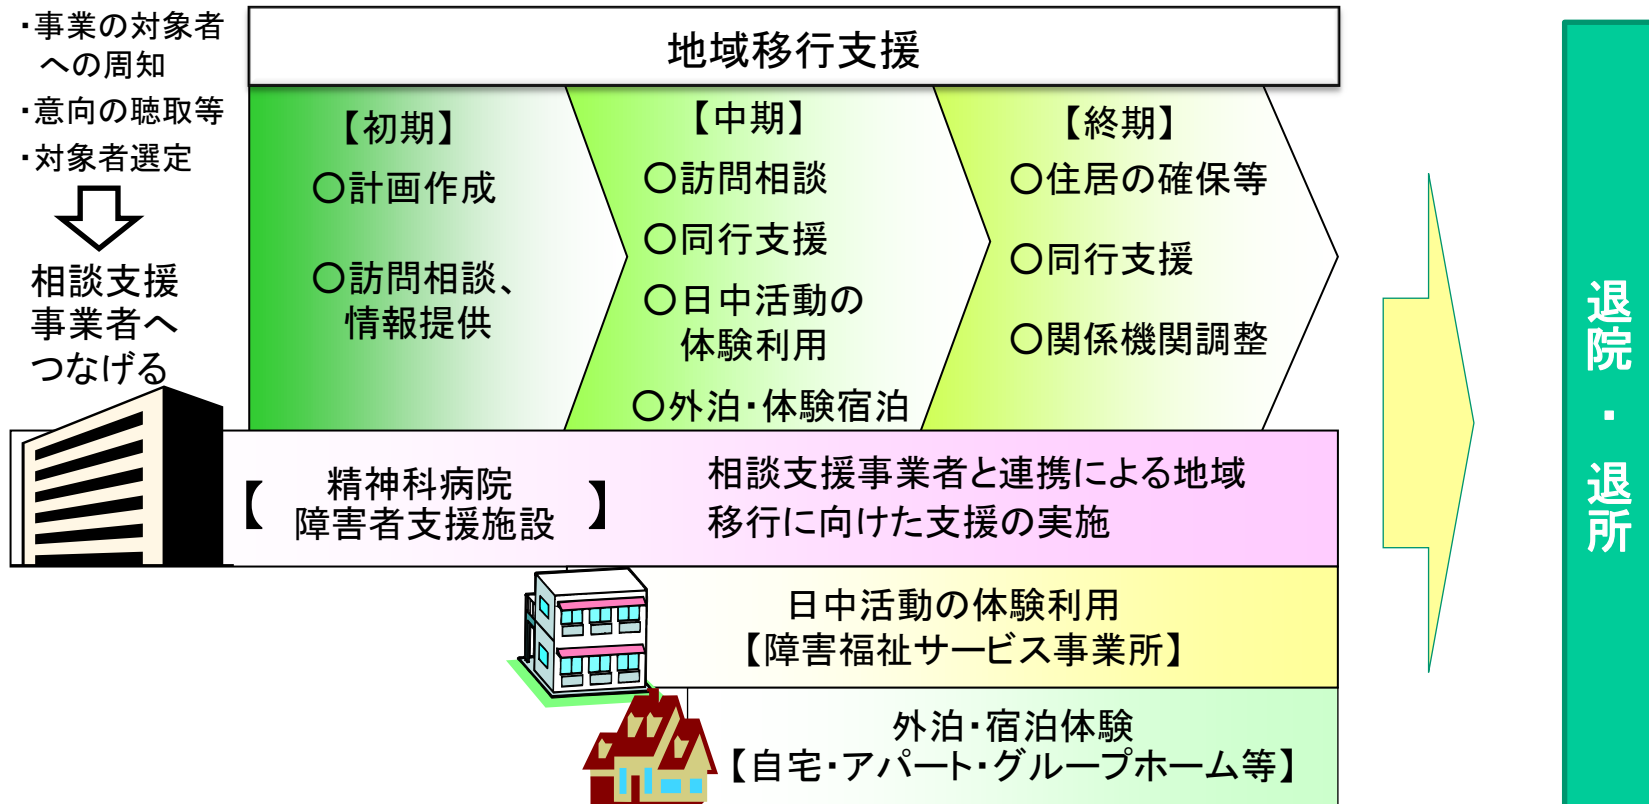 ・事業の対象者
への周知
・意向の聴取等
・対象者選定
相談支援
事業者へ
つなげる
地域移行支援
【初期】
○計画作成
○訪問相談、
情報提供
【中期】
○訪問相談
○同行支援
○日中活動の
体験利用
○外泊・体験宿泊
【終期】
○住居の確保等
○同行支援
○関係機関調整
【 精神科病院
障害者支援施設 】
相談支援事業者と連携による地域
移行に向けた支援の実施
日中活動の体験利用
【障害福祉サービス事業所】
外泊・宿泊体験
【自宅・アパート・グループホーム等】
退院・退所